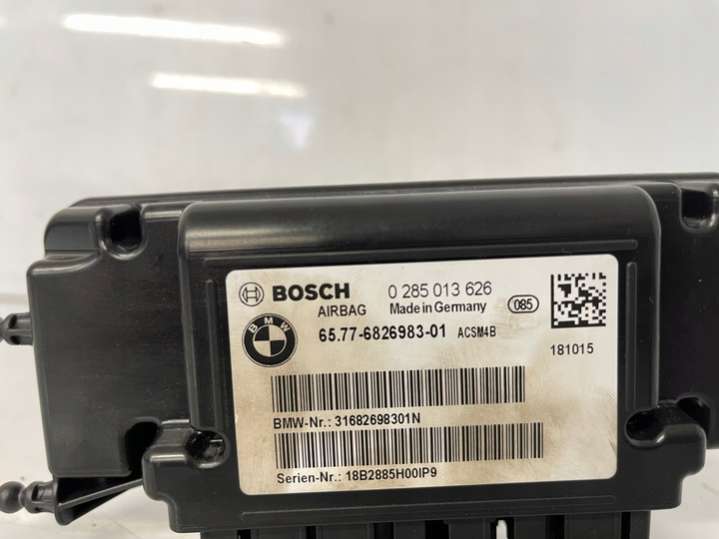 BOSCH 0 285 013 626
AIRBAG Made in Germany 085
BMW 65.77-6826983-01 ACSM4B
181015
BMW-Nr.: 31682698301N
Serien-Nr.: 18B2885H00IP9